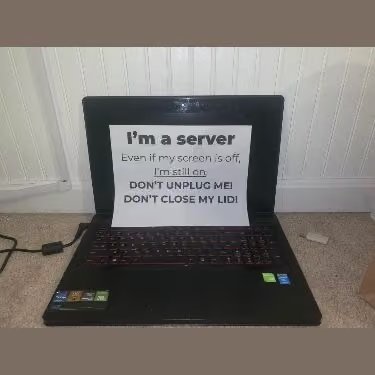 I'm a server
Even if my screen is off,
I'm still on.
DON'T UNPLUG ME!
DON'T CLOSE MY LID!